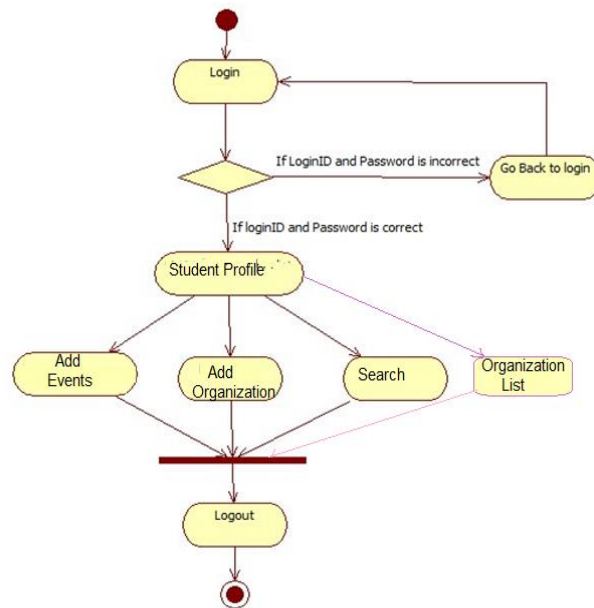 Login
If LoginID and Password is incorrect
Go Back to login
If loginID and Password is correct
Student Profile
Add
Events
Add
Organization
Search
Organization
List
Logout